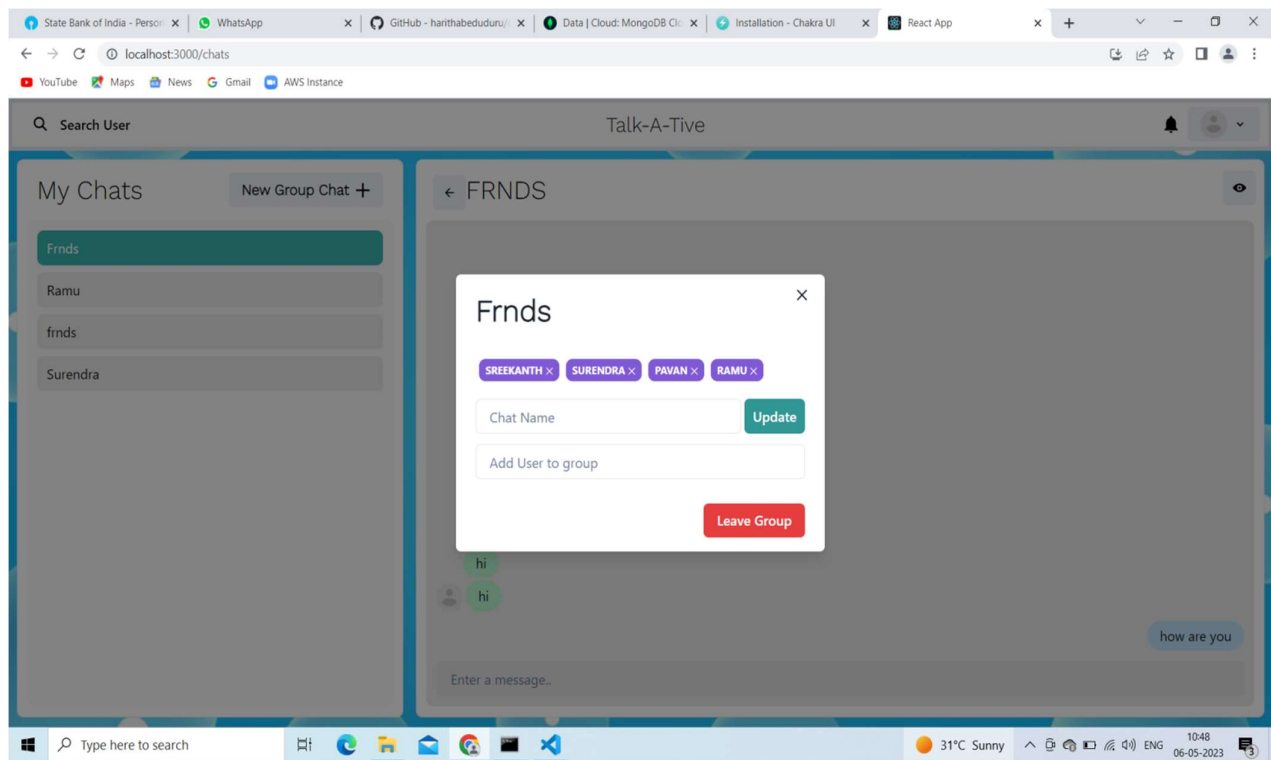 State Bank of India - Person
WhatsApp
GitHub - harithabeduduru/
Data | Cloud: MongoDB Clo
Installation - Chakra UI
React App
localhost:3000/chats
YouTube
Maps
News
Gmail
AWS Instance
Search User
Talk-A-Tive
My Chats
New Group Chat +
FRNDS
Frnds
Ramu
frnds
Surendra
Frnds
SREEKANTH
SURENDRA
PAVAN
RAMU
Chat Name
Update
Add User to group
Leave Group
hi
hi
how are you
Enter a message..
Type here to search
31°C Sunny
ENG
10:48
06-05-2023
3